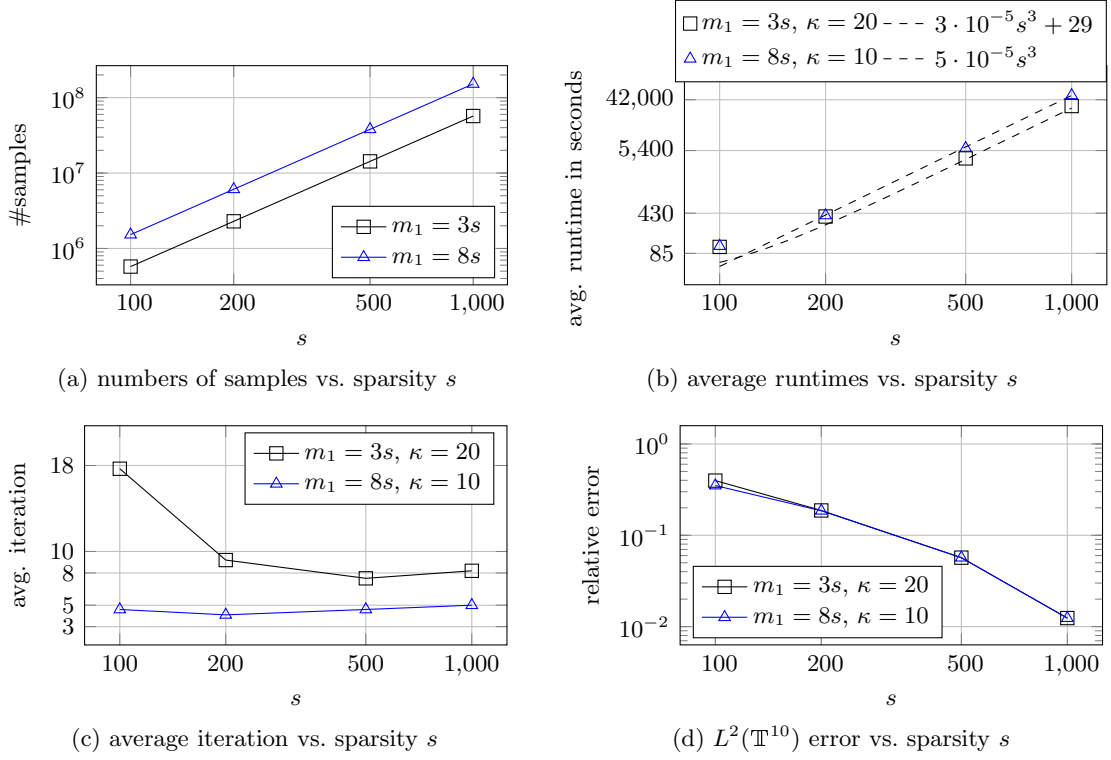 10^8
10^7
10^6
#samples
m_1 = 3s
m_1 = 8s
100 200 500 1,000
s
(a) numbers of samples vs. sparsity s
m_1 = 3s, κ = 20 --- 3 · 10^{-5}s^3 + 29
m_1 = 8s, κ = 10 --- 5 · 10^{-5}s^3
42,000
5,400
430
85
avg. runtime in seconds
100 200 500 1,000
s
(b) average runtimes vs. sparsity s
18
10
8
5
3
avg. iteration
m_1 = 3s, κ = 20
m_1 = 8s, κ = 10
100 200 500 1,000
s
(c) average iteration vs. sparsity s
10^0
10^{-1}
10^{-2}
relative error
m_1 = 3s, κ = 20
m_1 = 8s, κ = 10
100 200 500 1,000
s
(d) L^2(𝕋^{10}) error vs. sparsity s